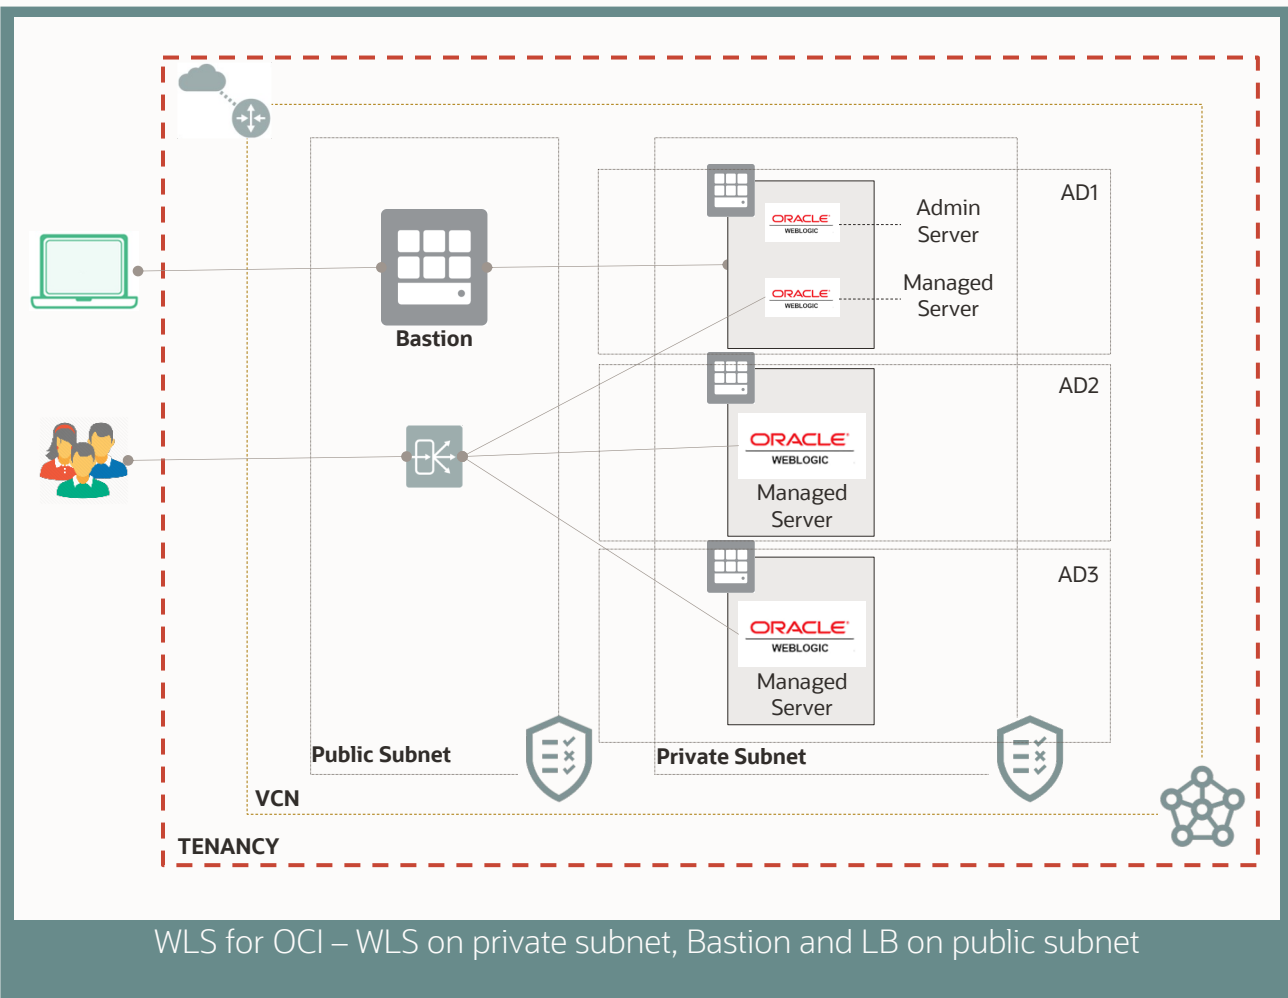 AD1
ORACLE
WEBLOGIC
Admin
Server
ORACLE
WEBLOGIC
Managed
Server
Bastion
AD2
ORACLE
WEBLOGIC
Managed
Server
AD3
ORACLE
WEBLOGIC
Managed
Server
Public Subnet
Private Subnet
VCN
TENANCY
WLS for OCI – WLS on private subnet, Bastion and LB on public subnet